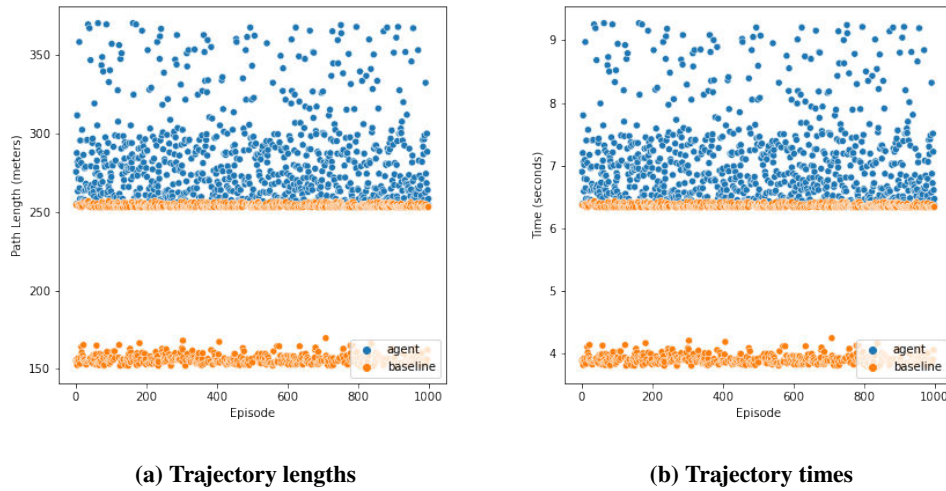 350
300
250
200
150
Path Length (meters)
0
200
400
600
800
1000
Episode
agent
baseline
9
8
7
6
5
4
Time (seconds)
0
200
400
600
800
1000
Episode
agent
baseline
(a) Trajectory lengths
(b) Trajectory times